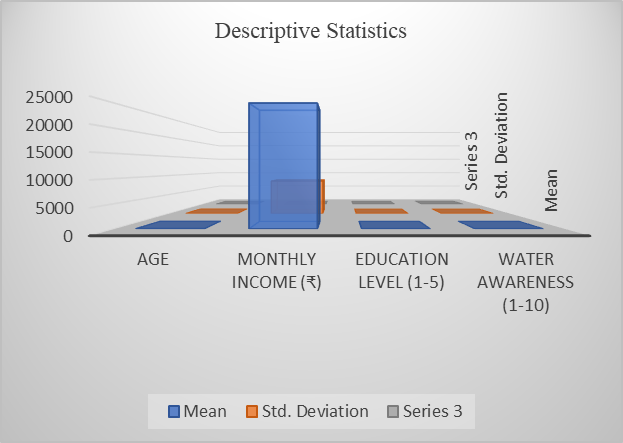 Descriptive Statistics
25000
20000
15000
10000
5000
0
Series 3
Std. Deviation
Mean
AGE
MONTHLY
INCOME (₹)
EDUCATION
LEVEL (1-5)
WATER
AWARENESS
(1-10)
Mean
Std. Deviation
Series 3